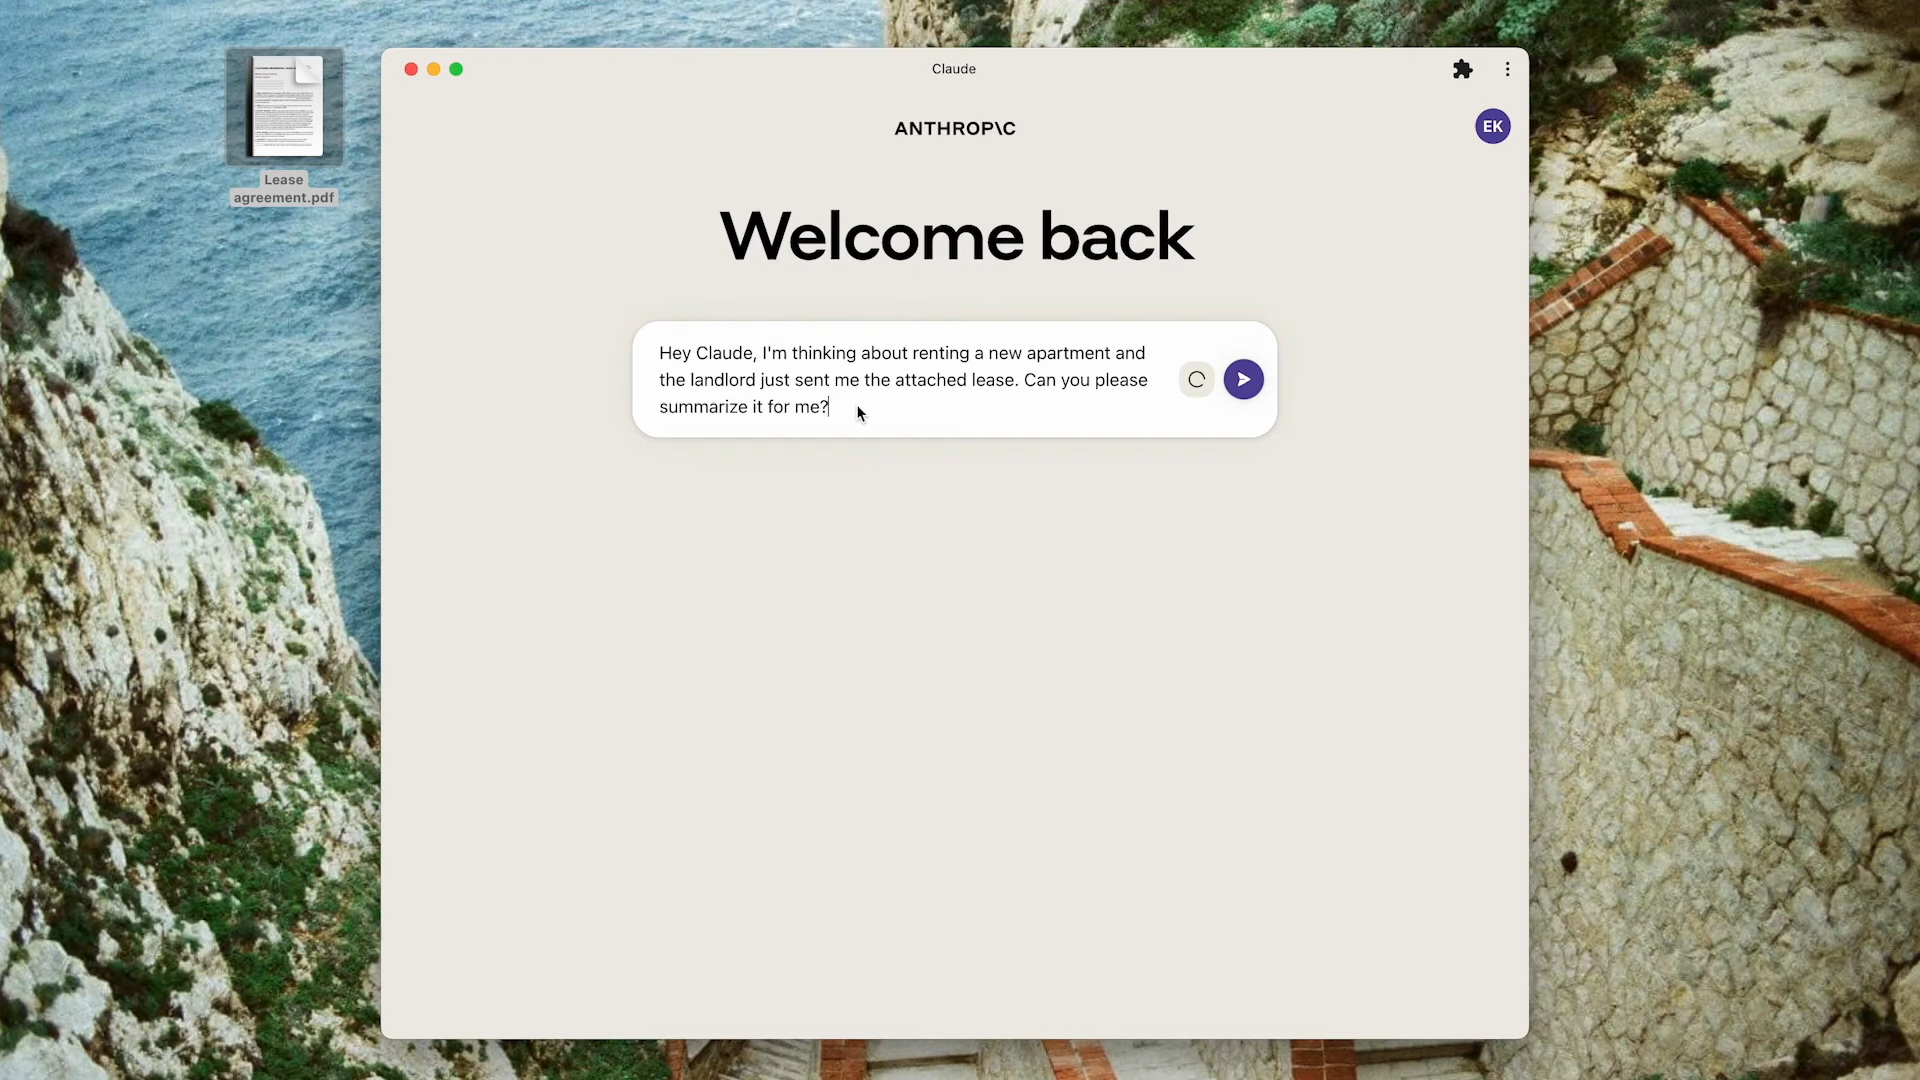 Lease
agreement.pdf
Claude
ANTHROP\C
EK
Welcome back
Hey Claude, I'm thinking about renting a new apartment and
the landlord just sent me the attached lease. Can you please
summarize it for me?